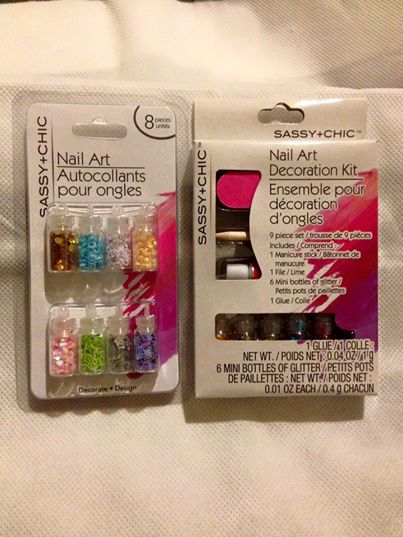 SASSY+CHIC
8 pieces
unités
Nail Art
Autocollants
pour ongles
Decorate • Design
SASSY+CHIC™
SASSY+CHIC
Nail Art
Decoration Kit
Ensemble pour
décoration
d'ongles
9 piece set / trousse de 9 pièces
Includes / Comprend
1 Manicure stick / Bâtonnet de
manucure
1 File / Lime
6 Mini bottles of glitter /
Petits pots de paillettes
1 Glue / Colle
1 GLUE / 1 COLLE:
NET WT. / POIDS NET : 0.04 OZ / 1 g
6 MINI BOTTLES OF GLITTER / PETITS POTS
DE PAILLETTES : NET WT. / POIDS NET :
0.01 OZ EACH / 0.4 g CHACUN